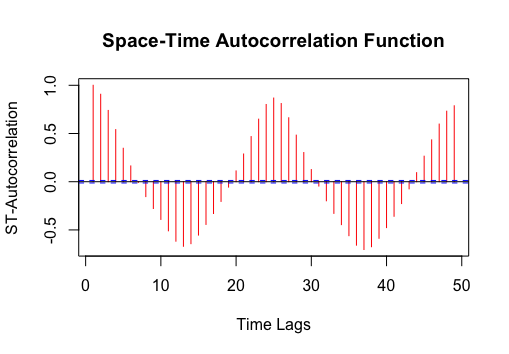 Space-Time Autocorrelation Function
ST-Autocorrelation
1.0
0.5
0.0
-0.5
0 10 20 30 40 50
Time Lags